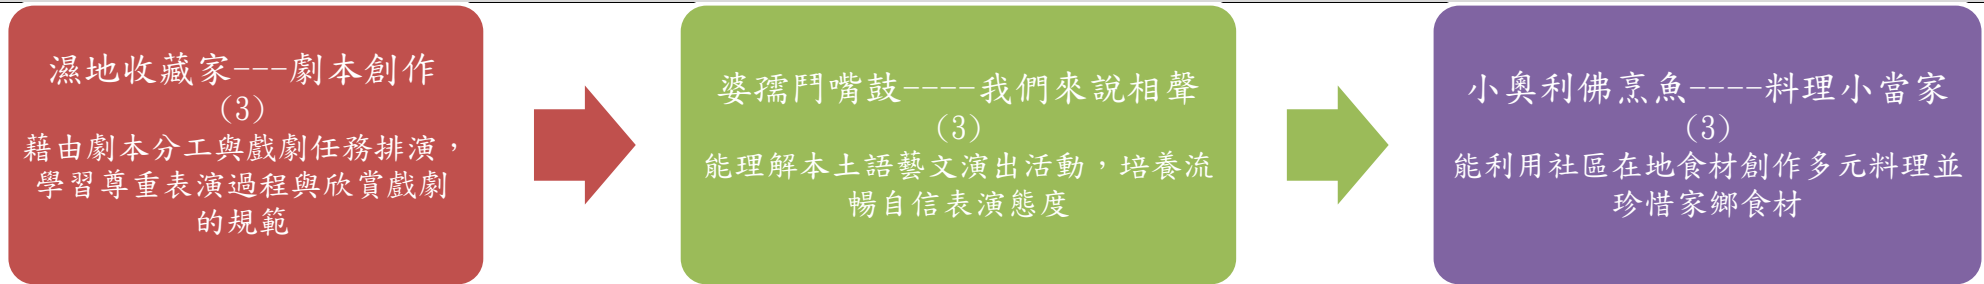 濕地收藏家---劇本創作
(3)
藉由劇本分工與戲劇任務排演，
學習尊重表演過程與欣賞戲劇
的規範
婆孺鬥嘴鼓----我們來說相聲
(3)
能理解本土語藝文演出活動，培養流
暢自信表演態度
小奧利佛烹魚----料理小當家
(3)
能利用社區在地食材創作多元料理並
珍惜家鄉食材